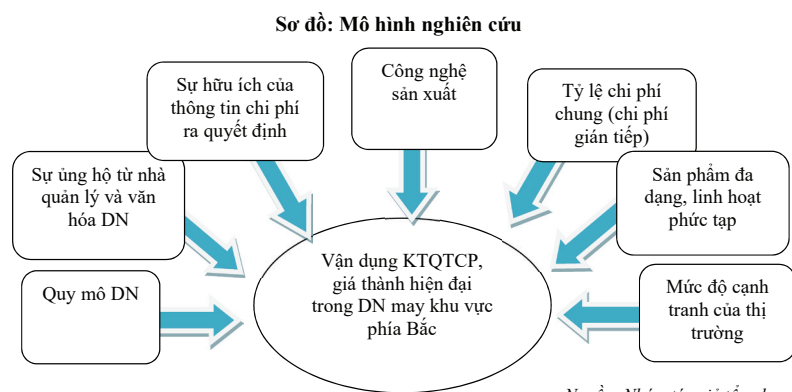 Sơ đồ: Mô hình nghiên cứu
Sự hữu ích của
thông tin chi phí
ra quyết định
Công nghệ
sản xuất
Tỷ lệ chi phí
chung (chi phí
gián tiếp)
Sự ủng hộ từ nhà
quản lý và văn
hóa DN
Sản phẩm đa
dạng, linh hoạt
phức tạp
Quy mô DN
Vận dụng KTQTCP,
giá thành hiện đại
trong DN may khu vực
phía Bắc
Mức độ cạnh
tranh của thị
trường